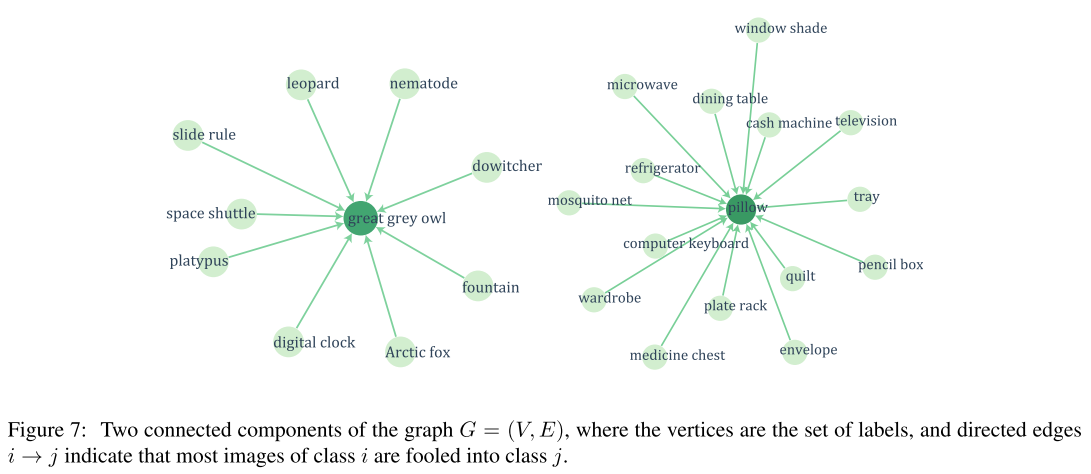 window shade
leopard
nematode
microwave
dining table
cash machine
television
slide rule
dowitcher
refrigerator
mosquito net
tray
space shuttle
great grey owl
pillow
computer keyboard
platypus
fountain
quilt
pencil box
wardrobe
plate rack
digital clock
Arctic fox
medicine chest
envelope
Figure 7: Two connected components of the graph G = (V, E), where the vertices are the set of labels, and directed edges
i → j indicate that most images of class i are fooled into class j.